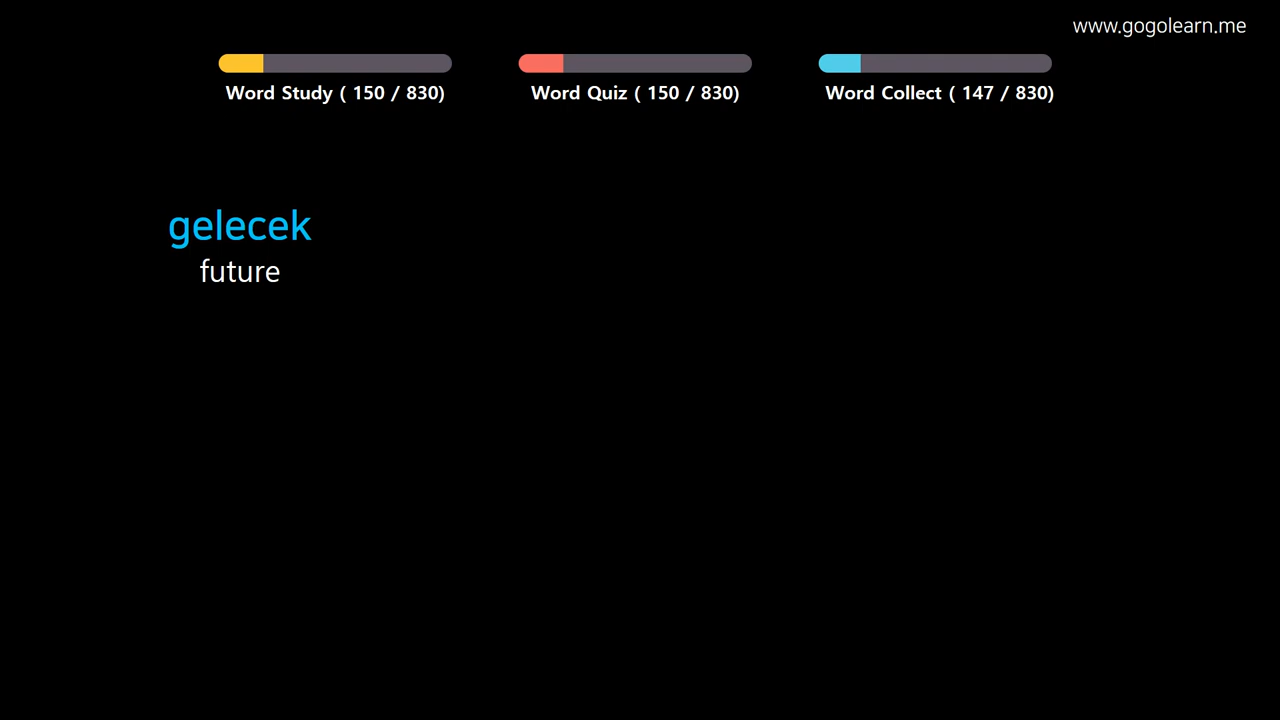 www.gogolearn.me
Word Study ( 150 / 830)
Word Quiz ( 150 / 830)
Word Collect ( 147 / 830)
gelecek
future